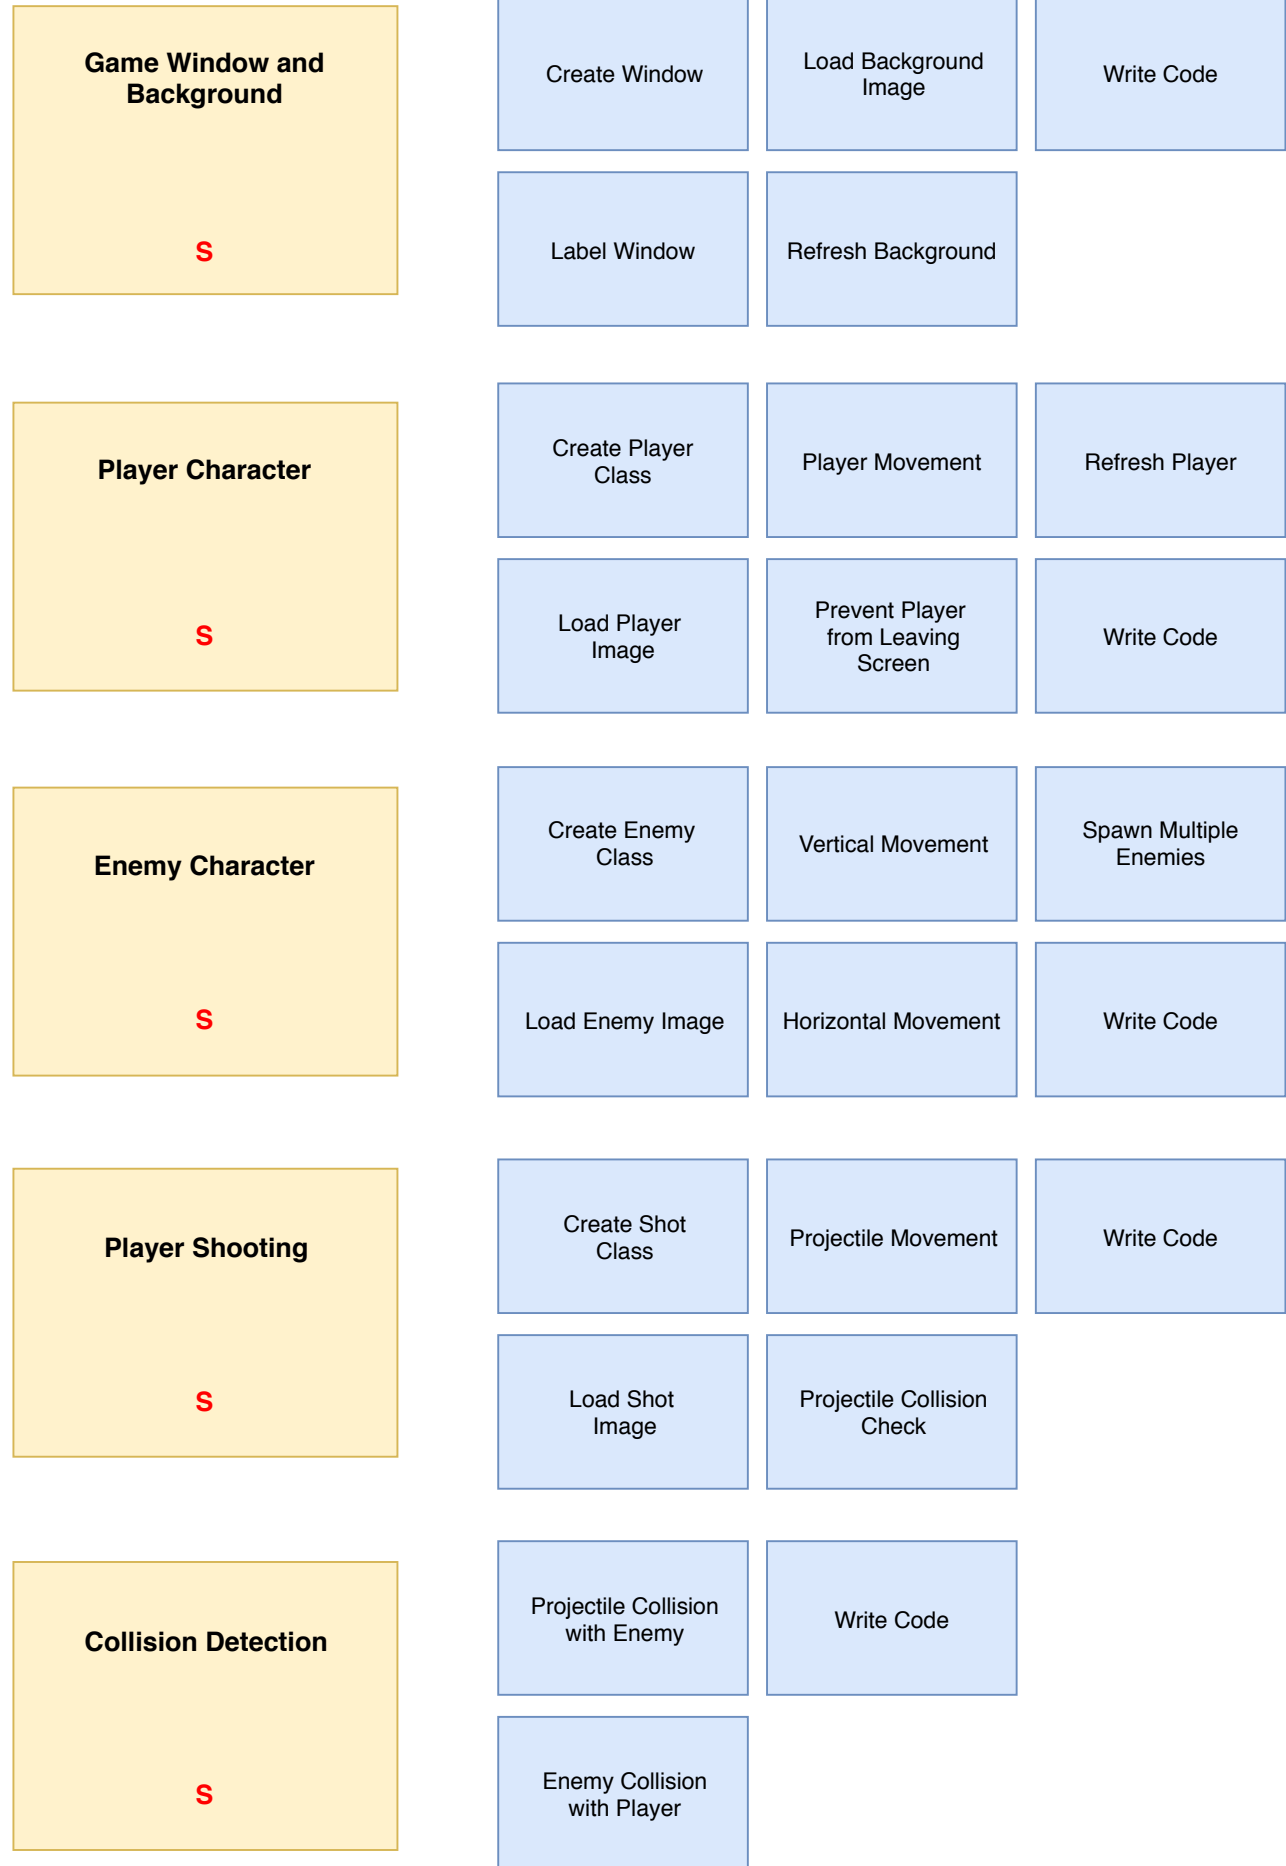 Game Window and
Background
S
Create Window
Load Background
Image
Write Code
Label Window
Refresh Background
Player Character
S
Create Player
Class
Player Movement
Refresh Player
Load Player
Image
Prevent Player
from Leaving
Screen
Write Code
Enemy Character
S
Create Enemy
Class
Vertical Movement
Spawn Multiple
Enemies
Load Enemy Image
Horizontal Movement
Write Code
Player Shooting
S
Create Shot
Class
Projectile Movement
Write Code
Load Shot
Image
Projectile Collision
Check
Collision Detection
S
Projectile Collision
with Enemy
Write Code
Enemy Collision
with Player